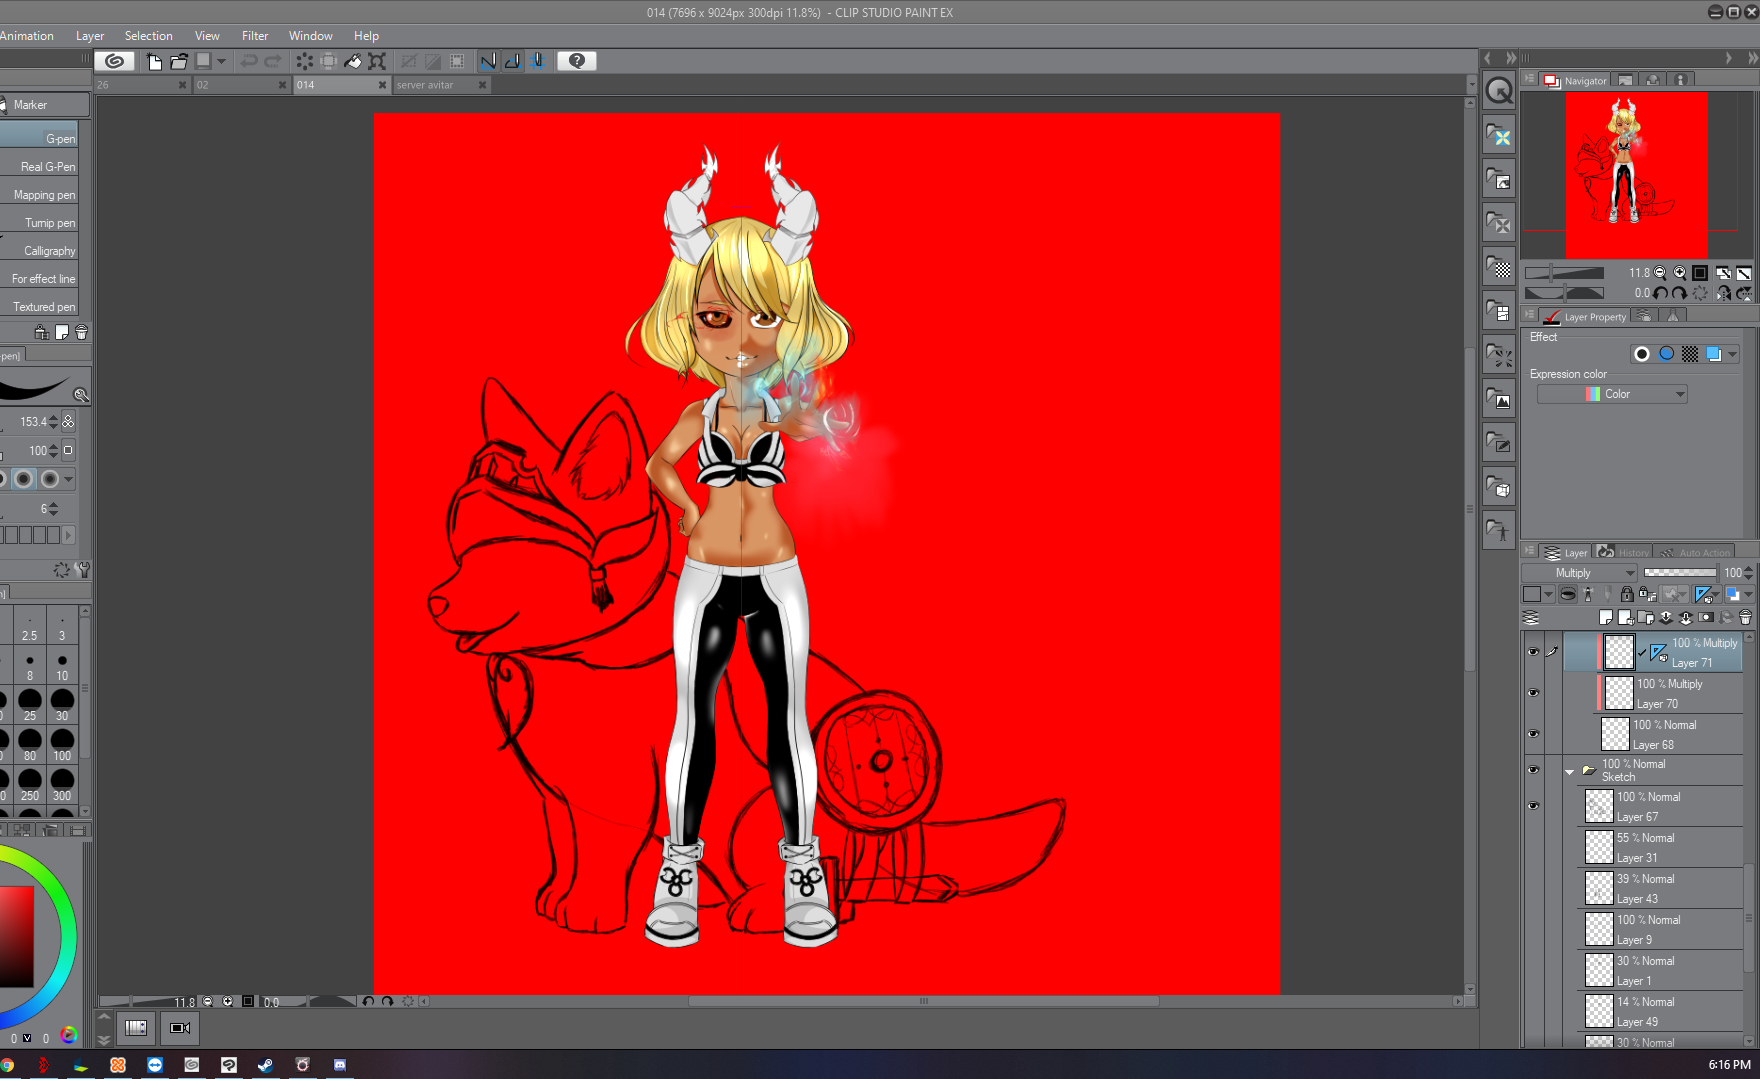 014 (7696 x 9024px 300dpi 11.8%) - CLIP STUDIO PAINT EX
Animation Layer Selection View Filter Window Help
26 02 014 server avitar
Marker
G-pen
Real G-Pen
Mapping pen
Turnip pen
Calligraphy
For effect line
Textured pen
-pen]
153.4
100
6
2.5 3
8 10
25 30
80 100
250 300
0 0
11.8 0.0
Navigator
11.8
0.0
Layer Property
Effect
Expression color
Color
Layer History Auto Action
Multiply 100
100 % Multiply
Layer 71
100 % Multiply
Layer 70
100 % Normal
Layer 68
100 % Normal
Sketch
100 % Normal
Layer 67
55 % Normal
Layer 31
39 % Normal
Layer 43
100 % Normal
Layer 9
30 % Normal
Layer 1
14 % Normal
Layer 49
30 % Normal
6:16 PM